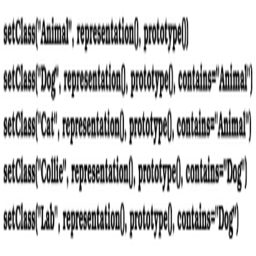 setClass("Animal", representation(), prototype())
setClass("Dog", representation(), prototype(), contains="Animal")
setClass("Cat", representation(), prototype(), contains="Animal")
setClass("Collie", representation(), prototype(), contains="Dog")
setClass("Lab", representation(), prototype(), contains="Dog")